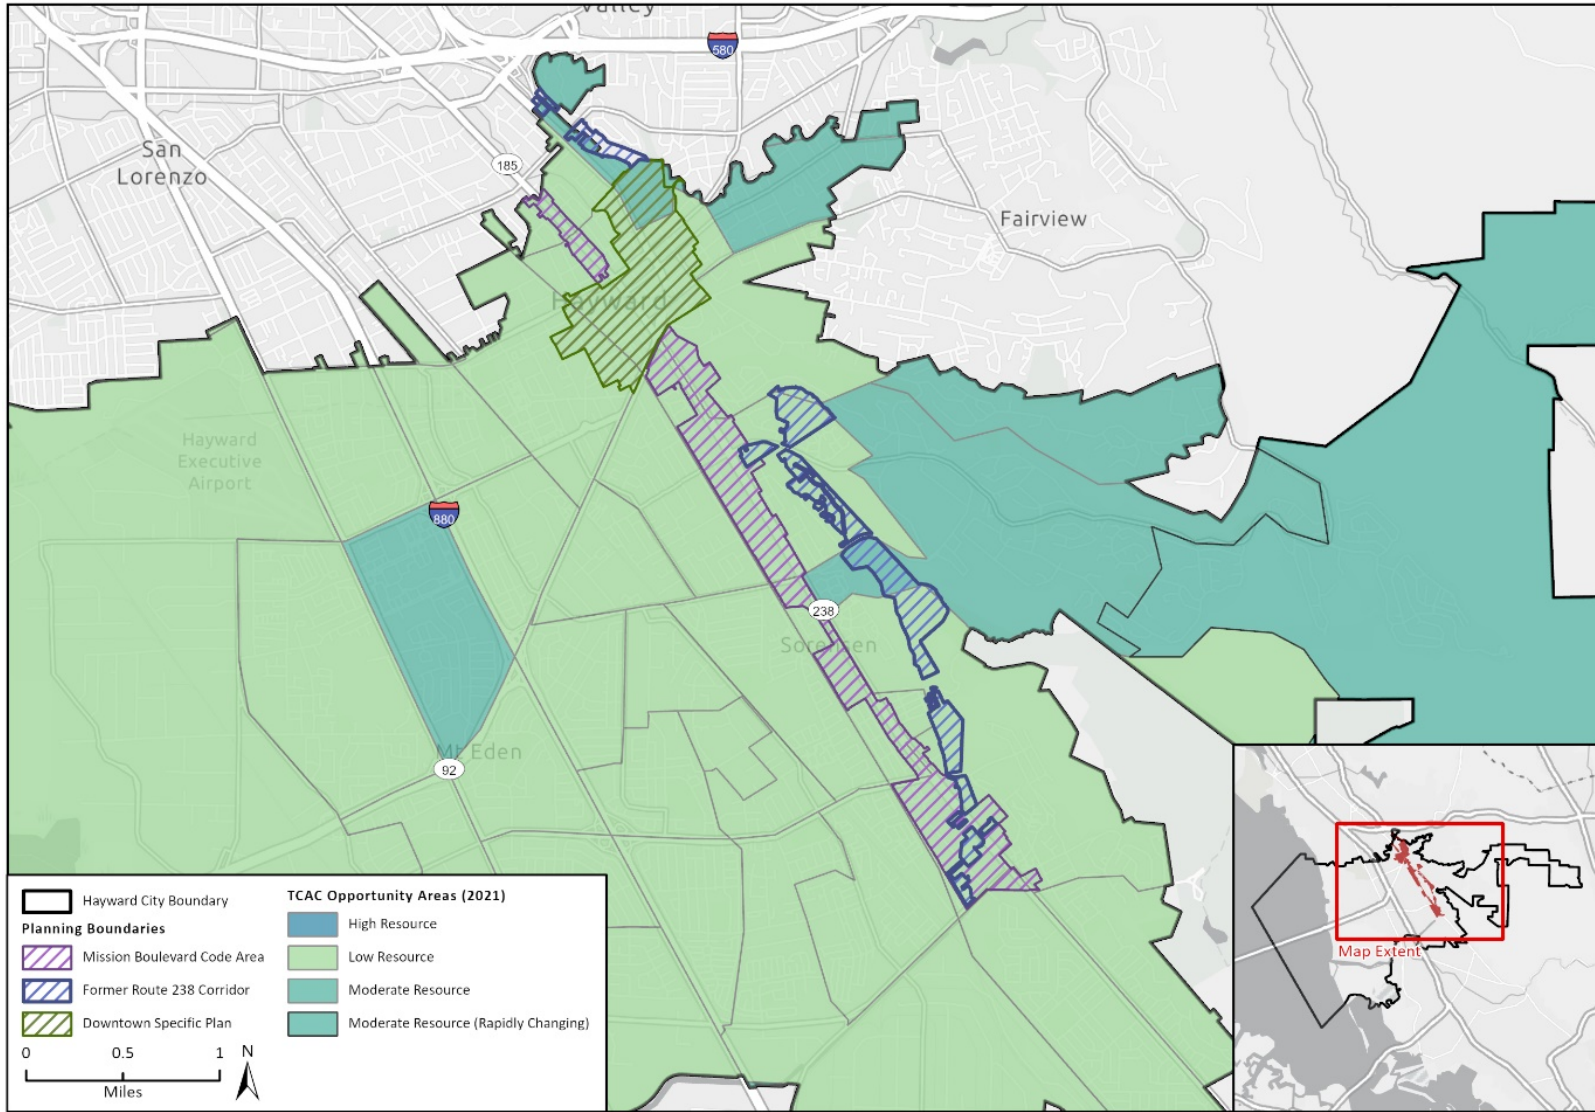 Valley
580
San
Lorenzo
185
Fairview
Hayward
Hayward
Executive
Airport
880
238
Sorensen
Mt Eden
92
Hayward City Boundary
Planning Boundaries
Mission Boulevard Code Area
Former Route 238 Corridor
Downtown Specific Plan
0 0.5 1
Miles
N
TCAC Opportunity Areas (2021)
High Resource
Low Resource
Moderate Resource
Moderate Resource (Rapidly Changing)
Map Extent